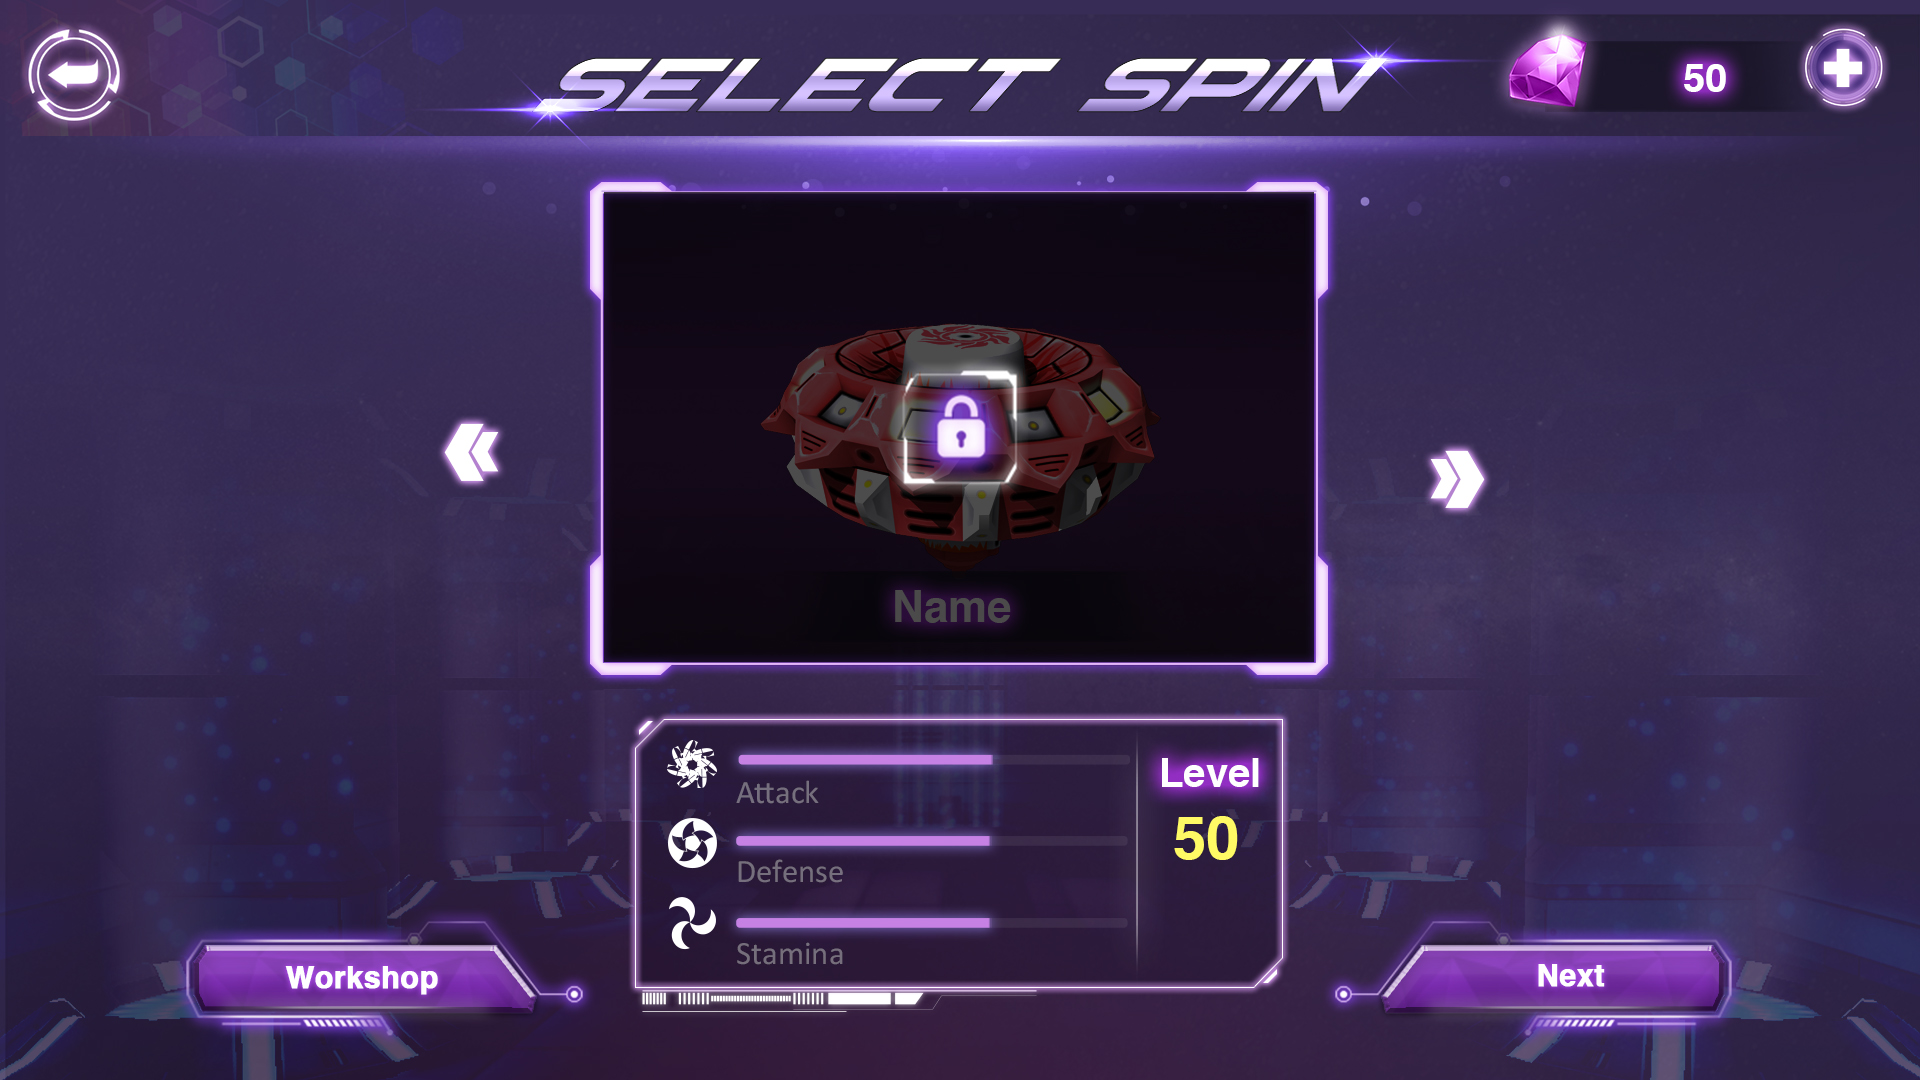 SELECT SPIN
50
Name
Attack
Defense
Stamina
Level
50
Workshop
Next